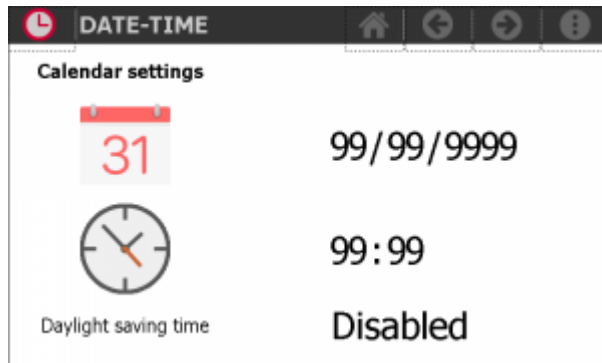 DATE-TIME
Calendar settings
31
99/99/9999
99:99
Daylight saving time
Disabled